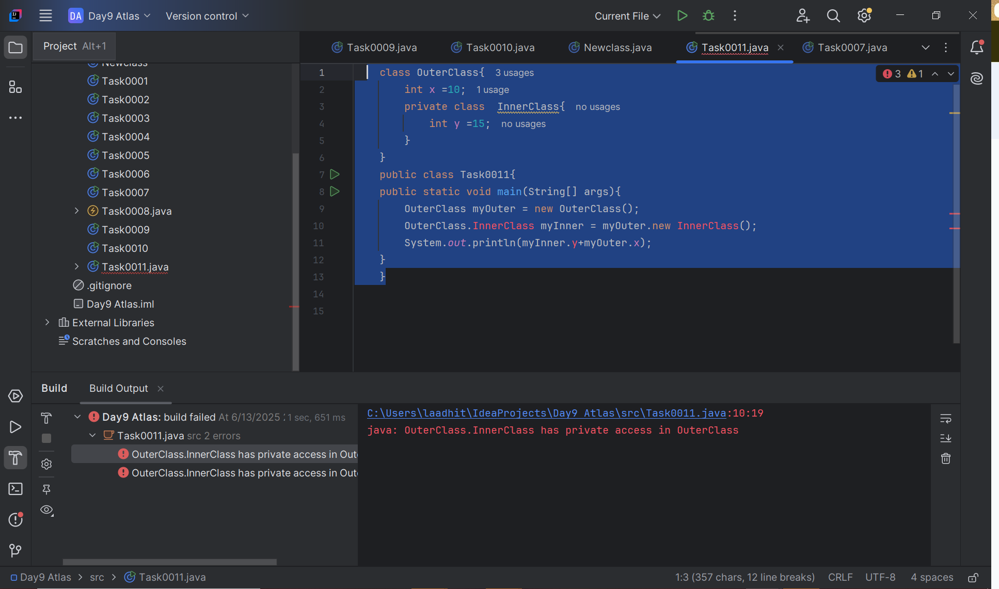 DA Day9 Atlas Version control Current File
Project Alt+1
Task0009.java Task0010.java Newclass.java Task0011.java Task0007.java
Newclass
Task0001
Task0002
Task0003
Task0004
Task0005
Task0006
Task0007
Task0008.java
Task0009
Task0010
Task0011.java
.gitignore
Day9 Atlas.iml
External Libraries
Scratches and Consoles
3 1
1 class OuterClass{ 3 usages
2 int x =10; 1 usage
3 private class InnerClass{ no usages
4 int y =15; no usages
5 }
6 }
7 public class Task0011{
8 public static void main(String[] args){
9 OuterClass myOuter = new OuterClass();
10 OuterClass.InnerClass myInner = myOuter.new InnerClass();
11 System.out.println(myInner.y+myOuter.x);
12 }
13 }
14
15
Build Build Output
Day9 Atlas: build failed At 6/13/2025 1 sec, 651 ms
Task0011.java src 2 errors
OuterClass.InnerClass has private access in
OuterClass.InnerClass has private access in
C:\Users\laadhit\IdeaProjects\Day9 Atlas\src\Task0011.java:10:19
java: OuterClass.InnerClass has private access in OuterClass
Day9 Atlas > src > Task0011.java
1:3 (357 chars, 12 line breaks) CRLF UTF-8 4 spaces